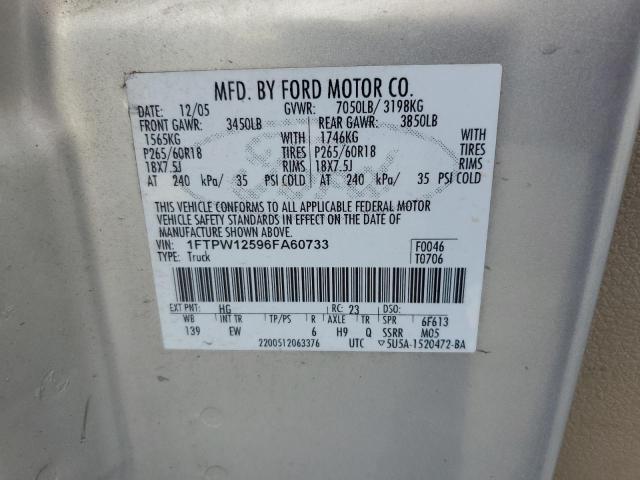 MFD. BY FORD MOTOR CO.
DATE: 12/05 GVWR: 7050LB/ 3198KG
FRONT GAWR: 3450LB REAR GAWR: 3850LB
1565KG WITH 1746KG WITH
P265/60R18 TIRES P265/60R18 TIRES
18X7.5J RIMS 18X7.5J RIMS
AT 240 kPa/ 35 PSI COLD AT 240 kPa/ 35 PSI COLD
THIS VEHICLE CONFORMS TO ALL APPLICABLE FEDERAL MOTOR
VEHICLE SAFETY STANDARDS IN EFFECT ON THE DATE OF
MANUFACTURE SHOWN ABOVE.
VIN: 1FTPW12596FA60733 F0046
TYPE: Truck T0706
EXT PNT: HG RC: 23 DSO:
WB INT TR TP/PS R AXLE TR SPR 6F613
139 EW 6 H9 Q SSRR M05
2200512063376 UTC ▽5U5A-1520472-BA
Ford